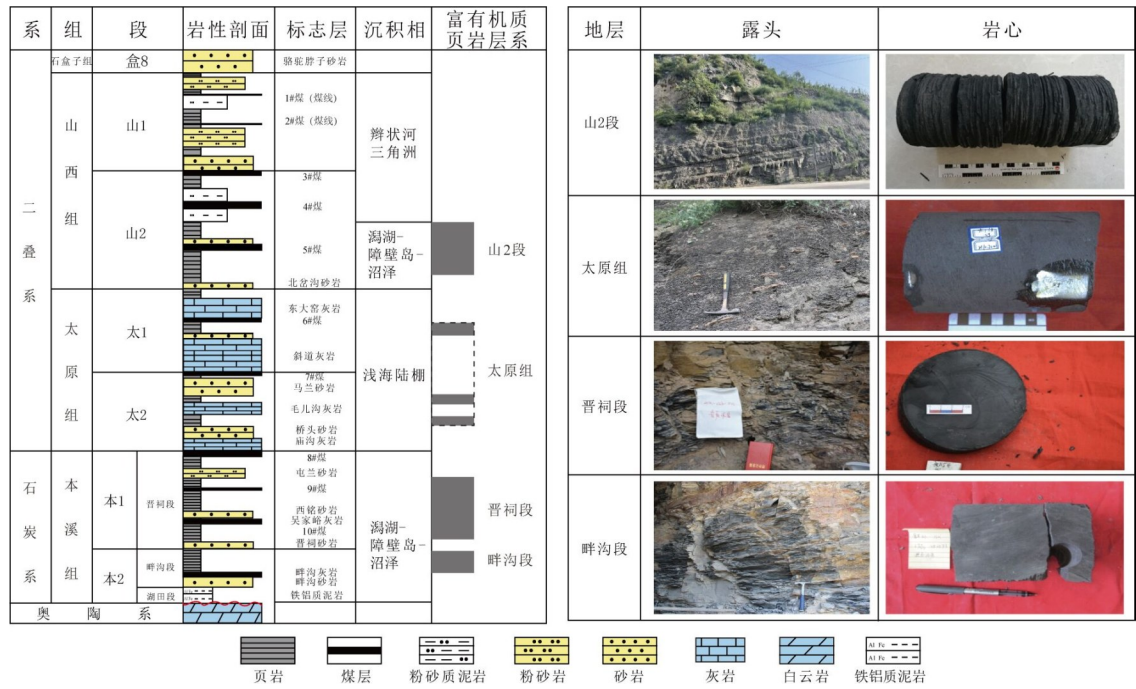 系 组 段 岩性剖面 标志层 沉积相 富有机质
页岩层系
石盒子组 盒8 骆驼脖子砂岩
二叠系
山西组
山1
1#煤（煤线）
2#煤（煤线）
辫状河
三角洲
山2
3#煤
4#煤
5#煤
北岔沟砂岩
潟湖-
障壁岛-
沼泽
山2段
太原组
太1
东大窑灰岩
6#煤
斜道灰岩
浅海陆棚
太原组
太2
7#煤
马兰砂岩
毛儿沟灰岩
桥头砂岩
庙沟灰岩
石炭系
本溪组
本1
晋祠段
8#煤
屯兰砂岩
9#煤
西铭砂岩
吴家峪灰岩
10#煤
晋祠砂岩
潟湖-
障壁岛-
沼泽
晋祠段
本2
畔沟段
畔沟灰岩
畔沟砂岩
畔沟段
湖田段
铁铝质泥岩
奥陶系
地层 露头 岩心
山2段
太原组
晋祠段
畔沟段
页岩 煤层 粉砂质泥岩 粉砂岩 砂岩 灰岩 白云岩 铁铝质泥岩
Al Fe
Al Fe